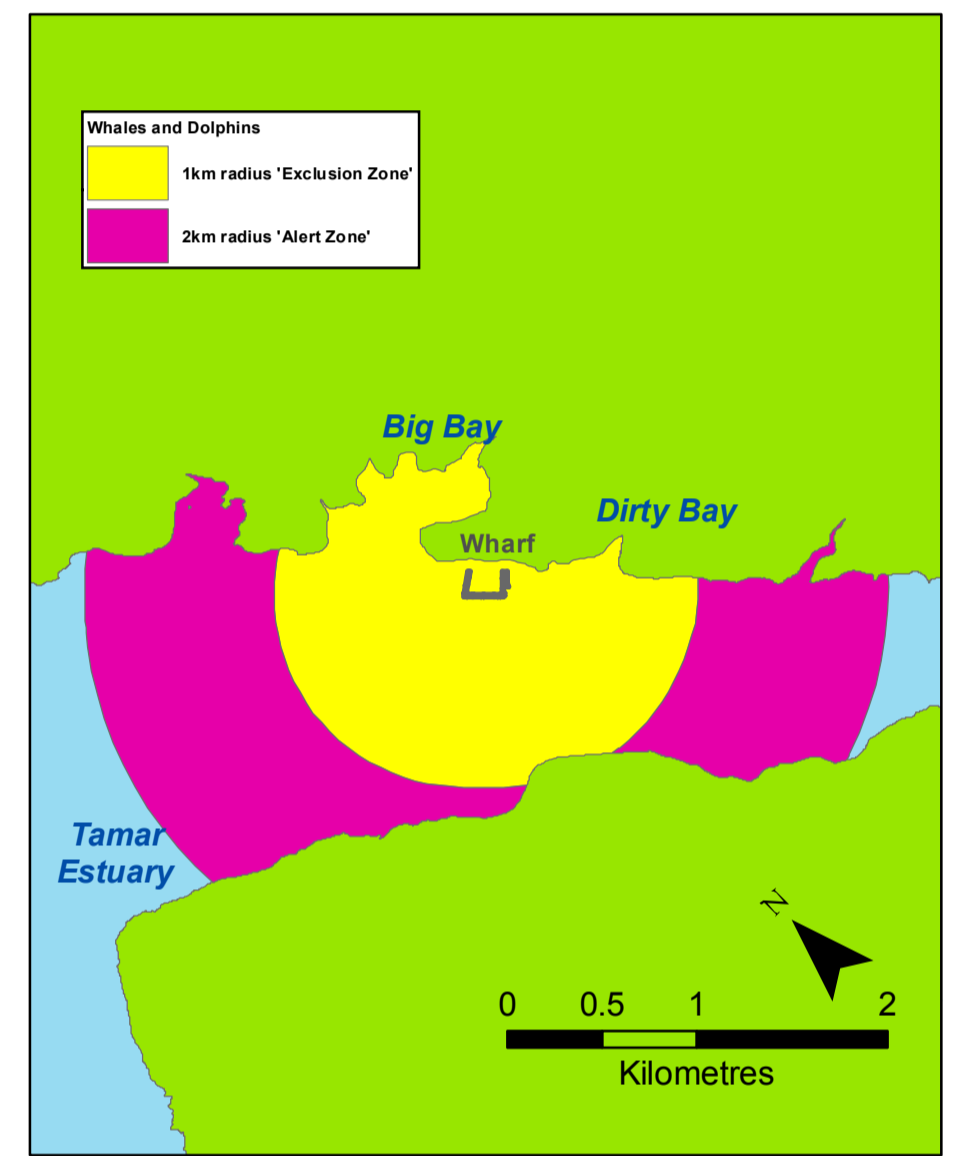 Whales and Dolphins
1km radius 'Exclusion Zone'
2km radius 'Alert Zone'
Big Bay
Dirty Bay
Wharf
Tamar
Estuary
N
0 0.5 1 2
Kilometres